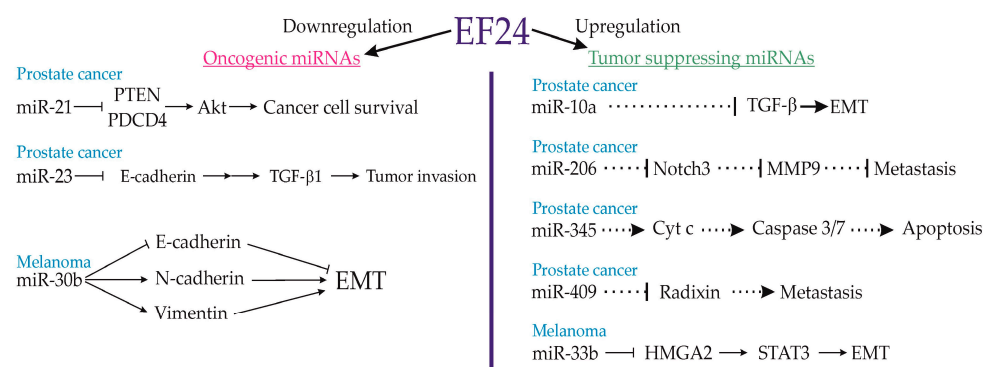 Downregulation EF24 Upregulation
Oncogenic miRNAs
Prostate cancer
miR-21 PTEN Akt Cancer cell survival
PDCD4
Prostate cancer
miR-23 E-cadherin TGF-β1 Tumor invasion
E-cadherin
Melanoma
miR-30b N-cadherin EMT
Vimentin
Tumor suppressing miRNAs
Prostate cancer
miR-10a TGF-β EMT
Prostate cancer
miR-206 Notch3 MMP9 Metastasis
Prostate cancer
miR-345 Cyt c Caspase 3/7 Apoptosis
Prostate cancer
miR-409 Radixin Metastasis
Melanoma
miR-33b HMGA2 STAT3 EMT